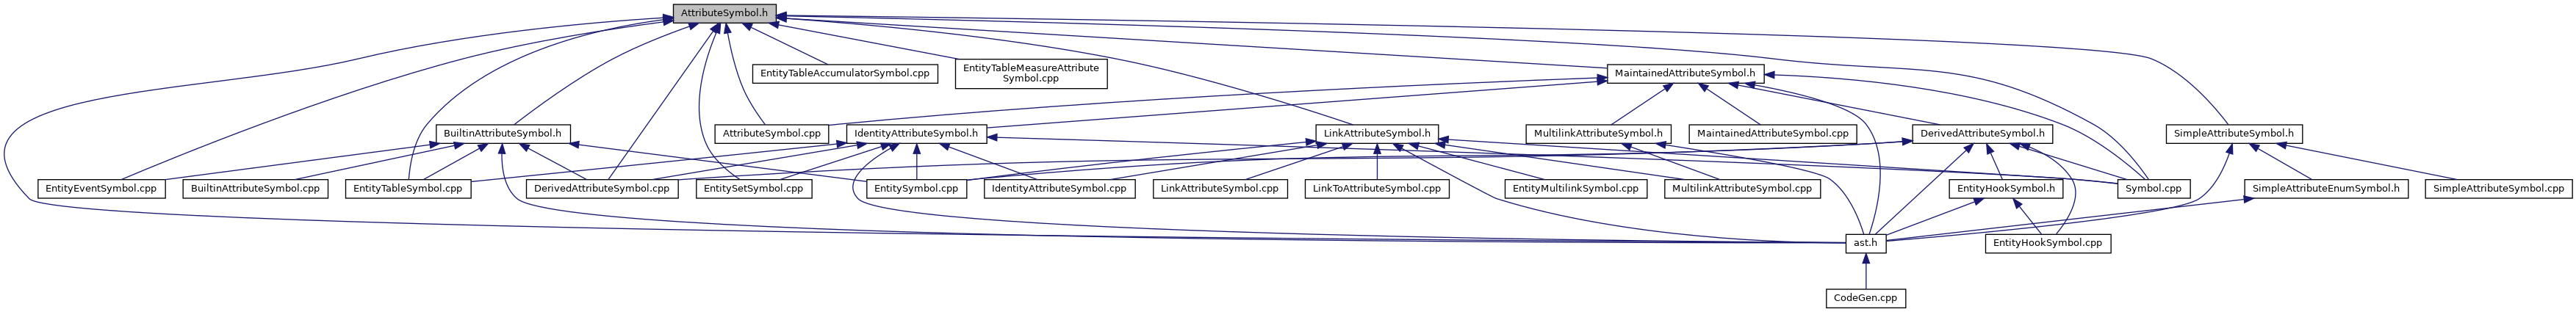 AttributeSymbol.h
EntityTableAccumulatorSymbol.cpp
EntityTableMeasureAttribute
Symbol.cpp
MaintainedAttributeSymbol.h
BuiltinAttributeSymbol.h
AttributeSymbol.cpp
IdentityAttributeSymbol.h
LinkAttributeSymbol.h
MultilinkAttributeSymbol.h
MaintainedAttributeSymbol.cpp
DerivedAttributeSymbol.h
SimpleAttributeSymbol.h
EntityEventSymbol.cpp
BuiltinAttributeSymbol.cpp
EntityTableSymbol.cpp
DerivedAttributeSymbol.cpp
EntitySetSymbol.cpp
EntitySymbol.cpp
IdentityAttributeSymbol.cpp
LinkAttributeSymbol.cpp
LinkToAttributeSymbol.cpp
EntityMultilinkSymbol.cpp
MultilinkAttributeSymbol.cpp
EntityHookSymbol.h
Symbol.cpp
SimpleAttributeEnumSymbol.h
SimpleAttributeSymbol.cpp
ast.h
EntityHookSymbol.cpp
CodeGen.cpp